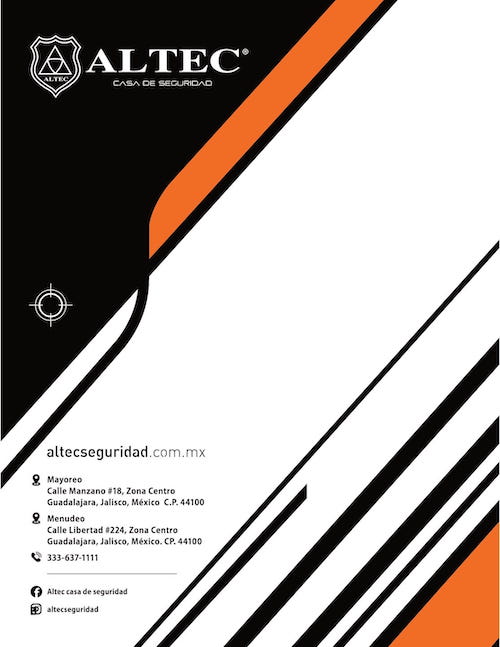 ALTEC®
ALTEC
CASA DE SEGURIDAD
altecseguridad.com.mx
Mayoreo
Calle Manzano #18, Zona Centro
Guadalajara, Jalisco, México C.P. 44100
Menudeo
Calle Libertad #224, Zona Centro
Guadalajara, Jalisco, México. CP. 44100
333-637-1111
Altec casa de seguridad
altecseguridad